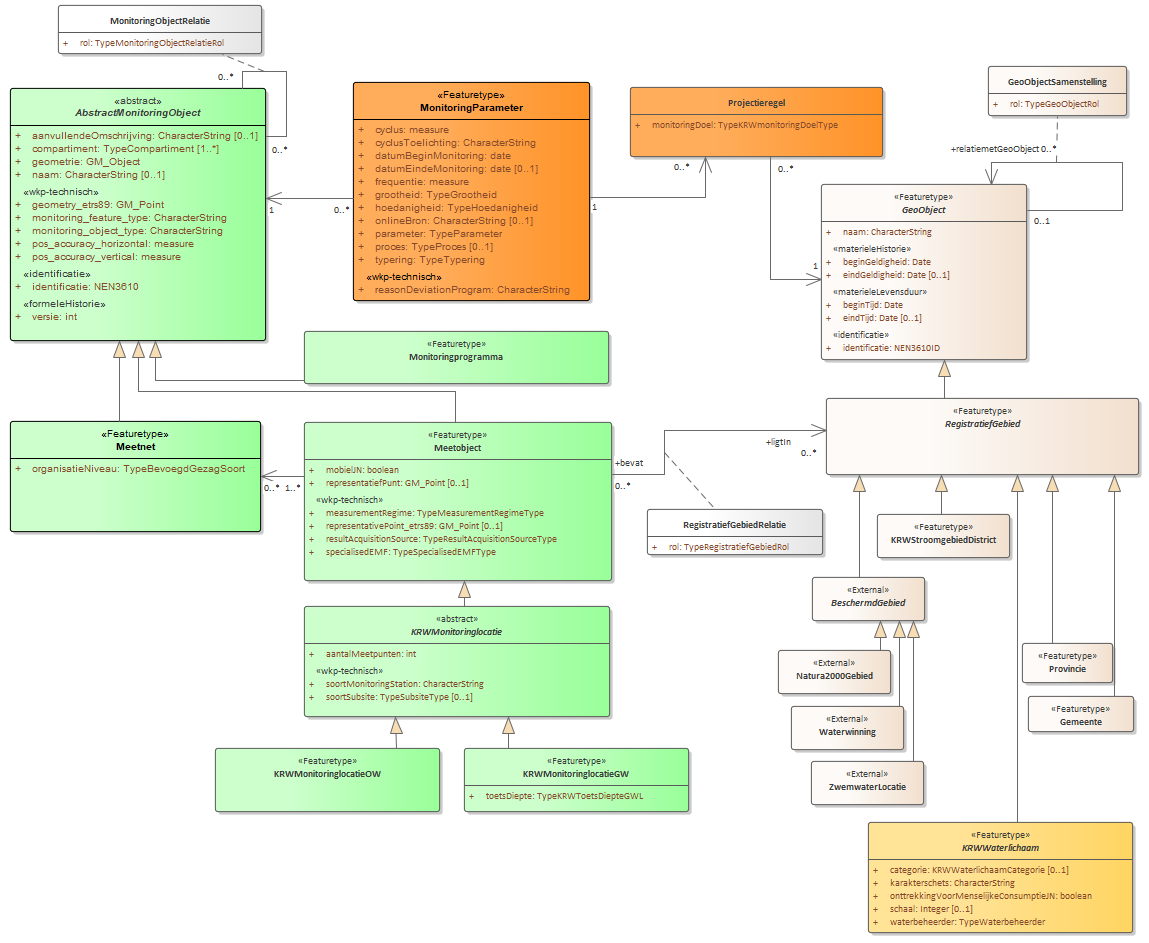 MonitoringObjectRelatie
+ rol: TypeMonitoringObjectRelatieRol
0..*
0..*
«abstract»
AbstractMonitoringObject
+ aanvullendeOmschrijving: CharacterString [0..1]
+ compartiment: TypeCompartiment [1..*]
+ geometrie: GM_Object
+ naam: CharacterString [0..1]
«wkp-technisch»
+ geometry_etrs89: GM_Point
+ monitoring_feature_type: CharacterString
+ monitoring_object_type: CharacterString
+ pos_accuracy_horizontal: measure
+ pos_accuracy_vertical: measure
«identificatie»
+ identificatie: NEN3610
«formeleHistorie»
+ versie: int
1
0..*
«Featuretype»
MonitoringParameter
+ cyclus: measure
+ cyclusToelichting: CharacterString
+ datumBeginMonitoring: date
+ datumEindeMonitoring: date [0..1]
+ frequentie: measure
+ grootheid: TypeGrootheid
+ hoedanigheid: TypeHoedanigheid
+ onlineBron: CharacterString [0..1]
+ parameter: TypeParameter
+ proces: TypeProces [0..1]
+ typering: TypeTypering
«wkp-technisch»
+ reasonDeviationProgram: CharacterString
1
0..*
Projectieregel
+ monitoringDoel: TypeKRWmonitoringDoelType
0..*
1
GeoObjectSamenstelling
+ rol: TypeGeoObjectRol
+relatiemetGeoObject 0..*
0..1
«Featuretype»
GeoObject
+ naam: CharacterString
«materieleHistorie»
+ beginGeldigheid: Date
+ eindGeldigheid: Date [0..1]
«materieleLevensduur»
+ beginTijd: Date
+ eindTijd: Date [0..1]
«identificatie»
+ identificatie: NEN3610ID
«Featuretype»
Monitoringprogramma
«Featuretype»
Meetnet
+ organisatieNiveau: TypeBevoegdGezagSoort
0..*
1..*
«Featuretype»
Meetobject
+ mobielJN: boolean
+ representatiefPunt: GM_Point [0..1]
«wkp-technisch»
+ measurementRegime: TypeMeasurementRegimeType
+ representativePoint_etrs89: GM_Point [0..1]
+ resultAcquisitionSource: TypeResultAcquisitionSourceType
+ specialisedEMF: TypeSpecialisedEMFType
+bevat
0..*
+ligtIn
0..*
RegistratiefGebiedRelatie
+ rol: TypeRegistratiefGebiedRol
«Featuretype»
RegistratiefGebied
«Featuretype»
KRWStroomgebiedDistrict
«External»
BeschermdGebied
«External»
Natura2000Gebied
«External»
Waterwinning
«External»
ZwemwaterLocatie
«Featuretype»
Provincie
«Featuretype»
Gemeente
«abstract»
KRWMonitoringlocatie
+ aantalMeetpunten: int
«wkp-technisch»
+ soortMonitoringStation: CharacterString
+ soortSubsite: TypeSubsiteType [0..1]
«Featuretype»
KRWMonitoringlocatieOW
«Featuretype»
KRWMonitoringlocatieGW
+ toetsDiepte: TypeKRWToetsDiepteGWL
«Featuretype»
KRWWaterlichaam
+ categorie: KRWWaterlichaamCategorie [0..1]
+ karakterschets: CharacterString
+ onttrekkingVoorMenselijkeConsumptieJN: boolean
+ schaal: Integer [0..1]
+ waterbeheerder: TypeWaterbeheerder